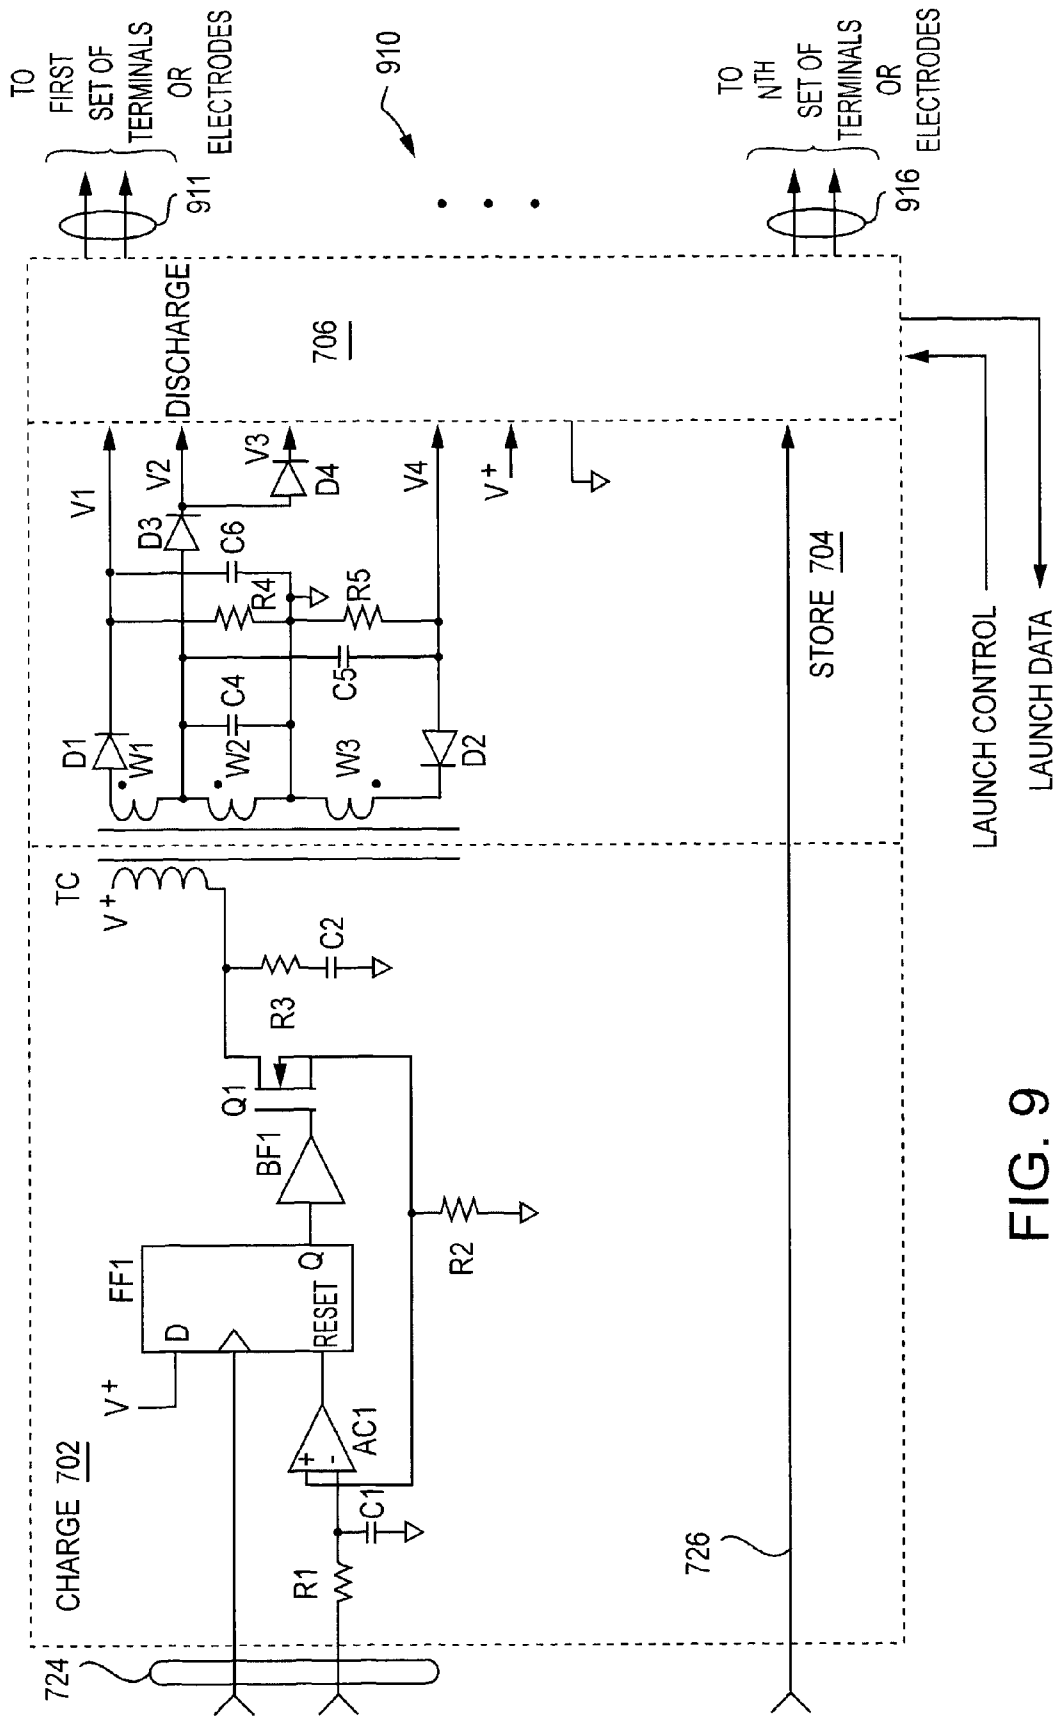 CHARGE 702
724
V+
D
FF1
Q
RESET
R1
C1
+
-
AC1
BF1
Q1
R2
R3
C2
V+
TC
D1
W1
W2
W3
D2
C4
C5
R4
C6
R5
D3
D4
V1
V2
V3
V4
V+
STORE 704
DISCHARGE
706
726
LAUNCH CONTROL
LAUNCH DATA
911
TO
FIRST
SET OF
TERMINALS
OR
ELECTRODES
910
916
TO
NTH
SET OF
TERMINALS
OR
ELECTRODES
FIG. 9